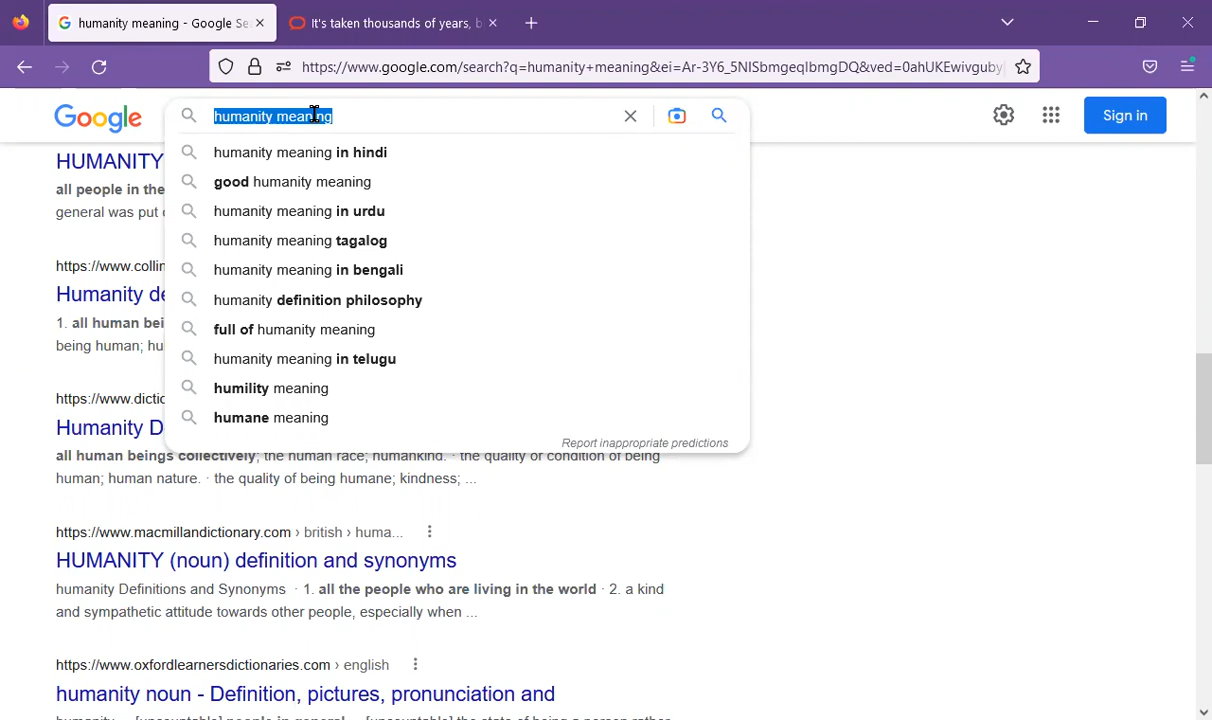 humanity meaning - Google Se
It's taken thousands of years, b
https://www.google.com/search?q=humanity+meaning&ei=Ar-3Y6_5NISbmgeqlbmgDQ&ved=0ahUKEwivguby
Google
humanity meaning
Sign in
humanity meaning in hindi
good humanity meaning
humanity meaning in urdu
humanity meaning tagalog
humanity meaning in bengali
humanity definition philosophy
full of humanity meaning
humanity meaning in telugu
humility meaning
humane meaning
Report inappropriate predictions
HUMANITY
all people in the
general was put
https://www.collin
Humanity de
1. all human bei
being human; hu
https://www.dictio
Humanity D
all human beings collectively; the human race; humankind. · the quality or condition of being
human; human nature. · the quality of being humane; kindness; ...
https://www.macmillandictionary.com › british › huma...
HUMANITY (noun) definition and synonyms
humanity Definitions and Synonyms · 1. all the people who are living in the world · 2. a kind
and sympathetic attitude towards other people, especially when ...
https://www.oxfordlearnersdictionaries.com › english
humanity noun - Definition, pictures, pronunciation and
humanity